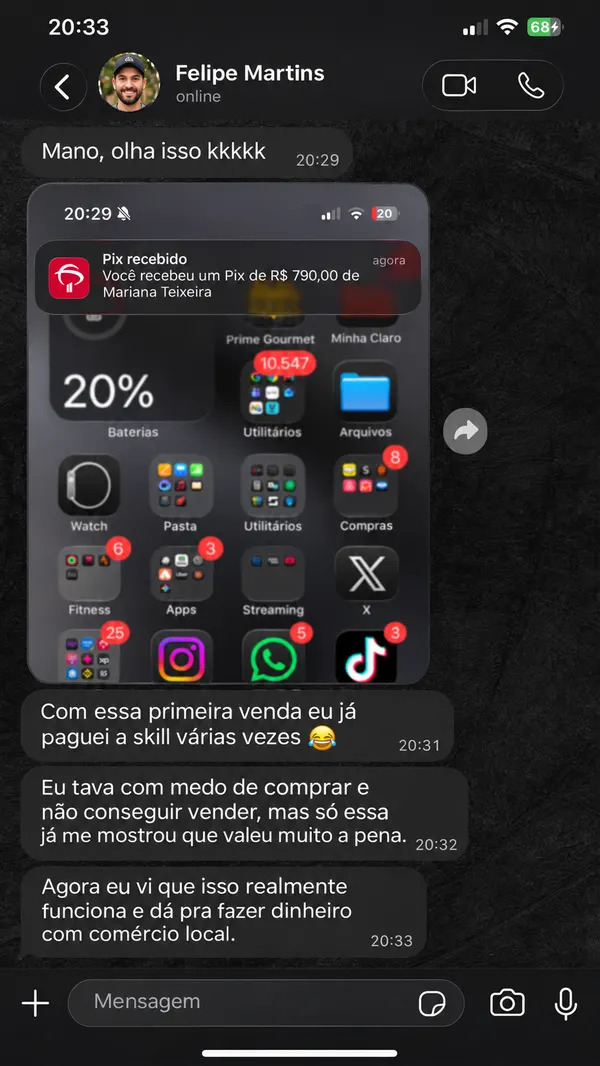 20:33
68
Felipe Martins
online
Mano, olha isso kkkkk
20:29
20:29
20
Pix recebido
agora
Você recebeu um Pix de R$ 790,00 de
Mariana Teixeira
Prime Gourmet
Minha Claro
20%
10.547
Baterias
Utilitários
Arquivos
8
Watch
Pasta
Utilitários
Compras
6
3
Fitness
Apps
Streaming
X
25
5
3
Com essa primeira venda eu já
paguei a skill várias vezes 😂
20:31
Eu tava com medo de comprar e
não conseguir vender, mas só essa
já me mostrou que valeu muito a pena.
20:32
Agora eu vi que isso realmente
funciona e dá pra fazer dinheiro
com comércio local.
20:33
Mensagem